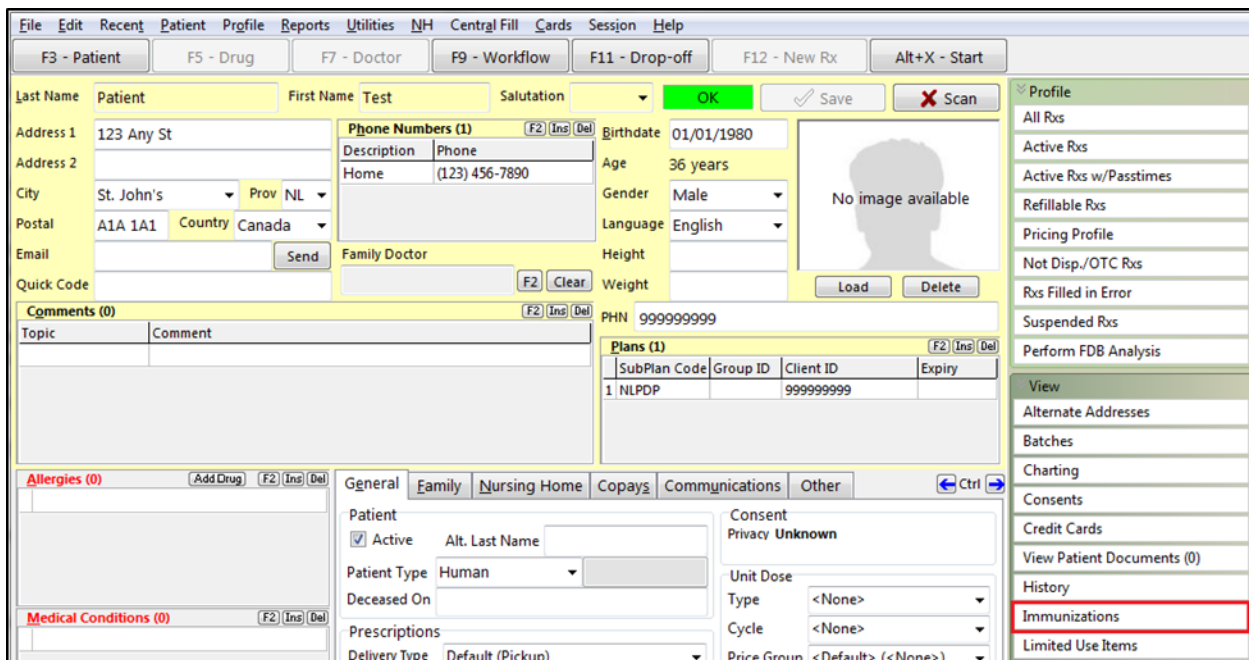 File Edit Recent Patient Profile Reports Utilities NH Central Fill Cards Session Help
F3 - Patient F5 - Drug F7 - Doctor F9 - Workflow F11 - Drop-off F12 - New Rx Alt+X - Start
Last Name Patient First Name Test Salutation OK Save Scan
Address 1 123 Any St
Address 2
City St. John's Prov NL
Postal A1A 1A1 Country Canada
Email Send
Quick Code
Phone Numbers (1) F2 Ins Del
Description Phone
Home (123) 456-7890
Family Doctor
F2 Clear
Birthdate 01/01/1980
Age 36 years
Gender Male
Language English
Height
Weight
No image available
Load Delete
Comments (0) F2 Ins Del
Topic Comment
PHN 999999999
Plans (1) F2 Ins Del
SubPlan Code Group ID Client ID Expiry
1 NLPDP 999999999
Allergies (0) Add Drug F2 Ins Del
Medical Conditions (0) F2 Ins Del
General Family Nursing Home Copays Communications Other Ctrl
Patient
Active Alt. Last Name
Patient Type Human
Deceased On
Prescriptions
Delivery Type Default (Pickup)
Consent
Privacy Unknown
Unit Dose
Type <None>
Cycle <None>
Price Group <Default> (<None>)
Profile
All Rxs
Active Rxs
Active Rxs w/Passtimes
Refillable Rxs
Pricing Profile
Not Disp./OTC Rxs
Rxs Filled in Error
Suspended Rxs
Perform FDB Analysis
View
Alternate Addresses
Batches
Charting
Consents
Credit Cards
View Patient Documents (0)
History
Immunizations
Limited Use Items